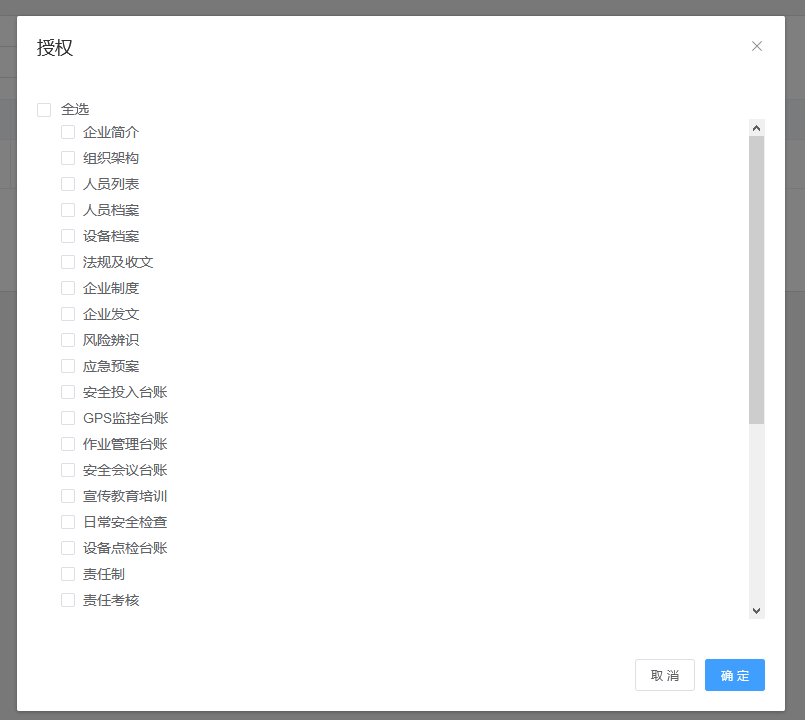 授权
全选
企业简介
组织架构
人员列表
人员档案
设备档案
法规及收文
企业制度
企业发文
风险辨识
应急预案
安全投入台账
GPS监控台账
作业管理台账
安全会议台账
宣传教育培训
日常安全检查
设备点检台账
责任制
责任考核
取消 确定